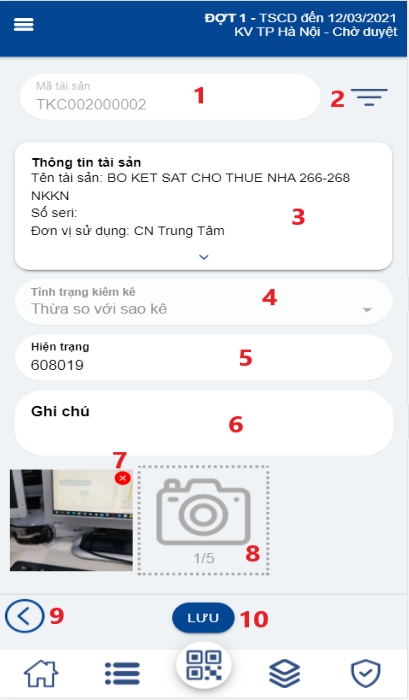 ĐỢT 1 - TSCD đến 12/03/2021
KV TP Hà Nội - Chờ duyệt
Mã tài sản
TKC002000002
1
2
Thông tin tài sản
Tên tài sản: BO KET SAT CHO THUE NHA 266-268
NKKN
Số seri:
3
Đơn vị sử dụng: CN Trung Tâm
Tình trạng kiểm kê
4
Thừa so với sao kê
Hiện trạng
5
608019
Ghi chú
6
7
1/5
8
9
LƯU
10